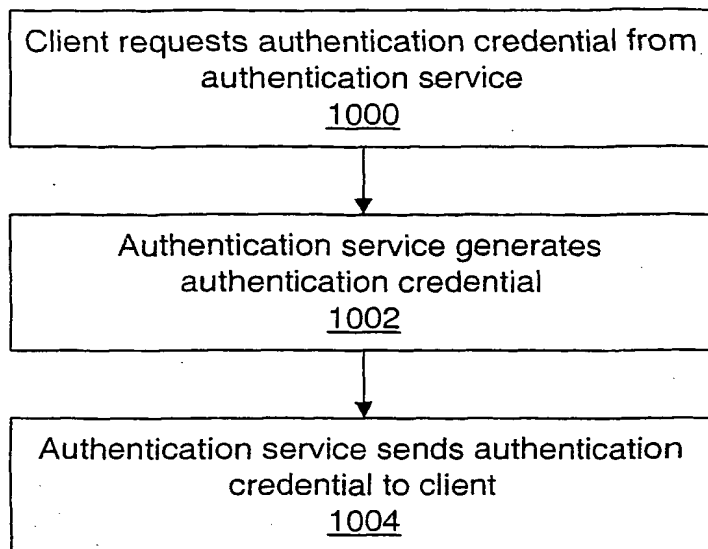 Client requests authentication credential from
authentication service
1000
Authentication service generates
authentication credential
1002
Authentication service sends authentication
credential to client
1004